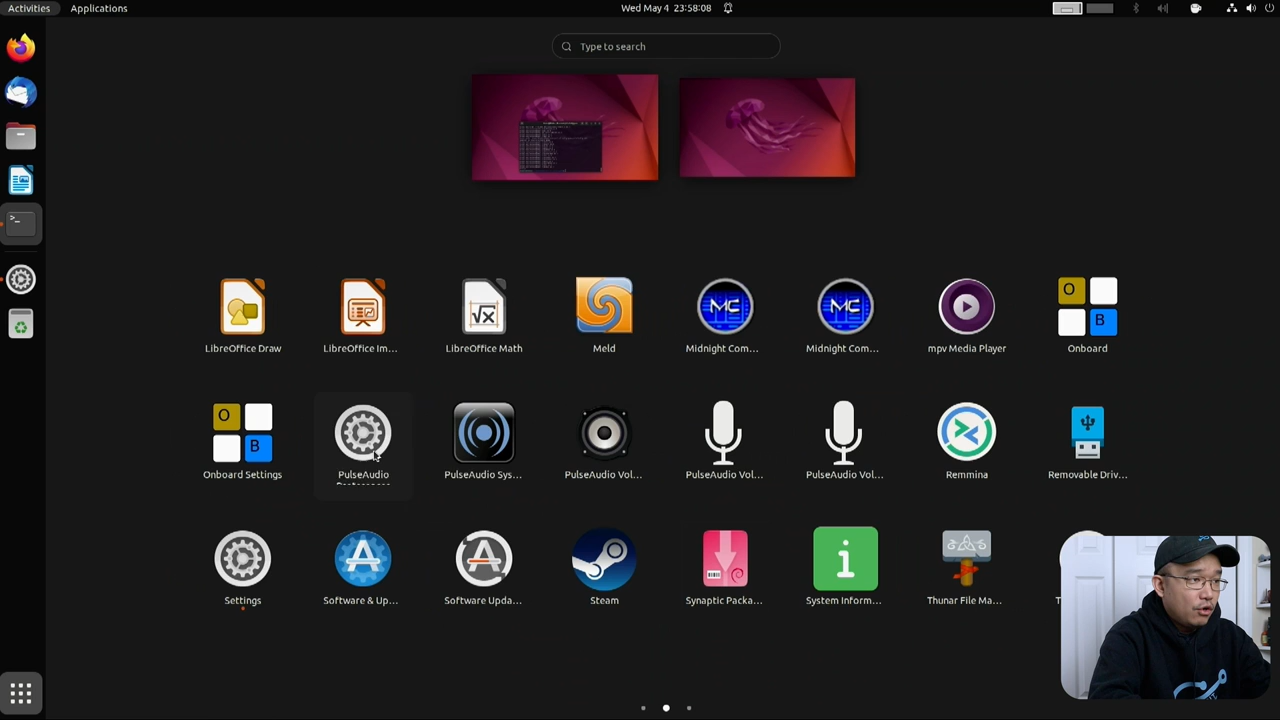 Activities
Applications
Wed May 4 23:58:08
Type to search
LibreOffice Draw
LibreOffice Im...
LibreOffice Math
Meld
Midnight Com...
Midnight Com...
mpv Media Player
Onboard
Onboard Settings
PulseAudio
PulseAudio Sys...
PulseAudio Vol...
PulseAudio Vol...
PulseAudio Vol...
Remmina
Removable Driv...
Settings
Software & Up...
Software Upda...
Steam
Synaptic Packa...
System Inform...
Thunar File Ma...